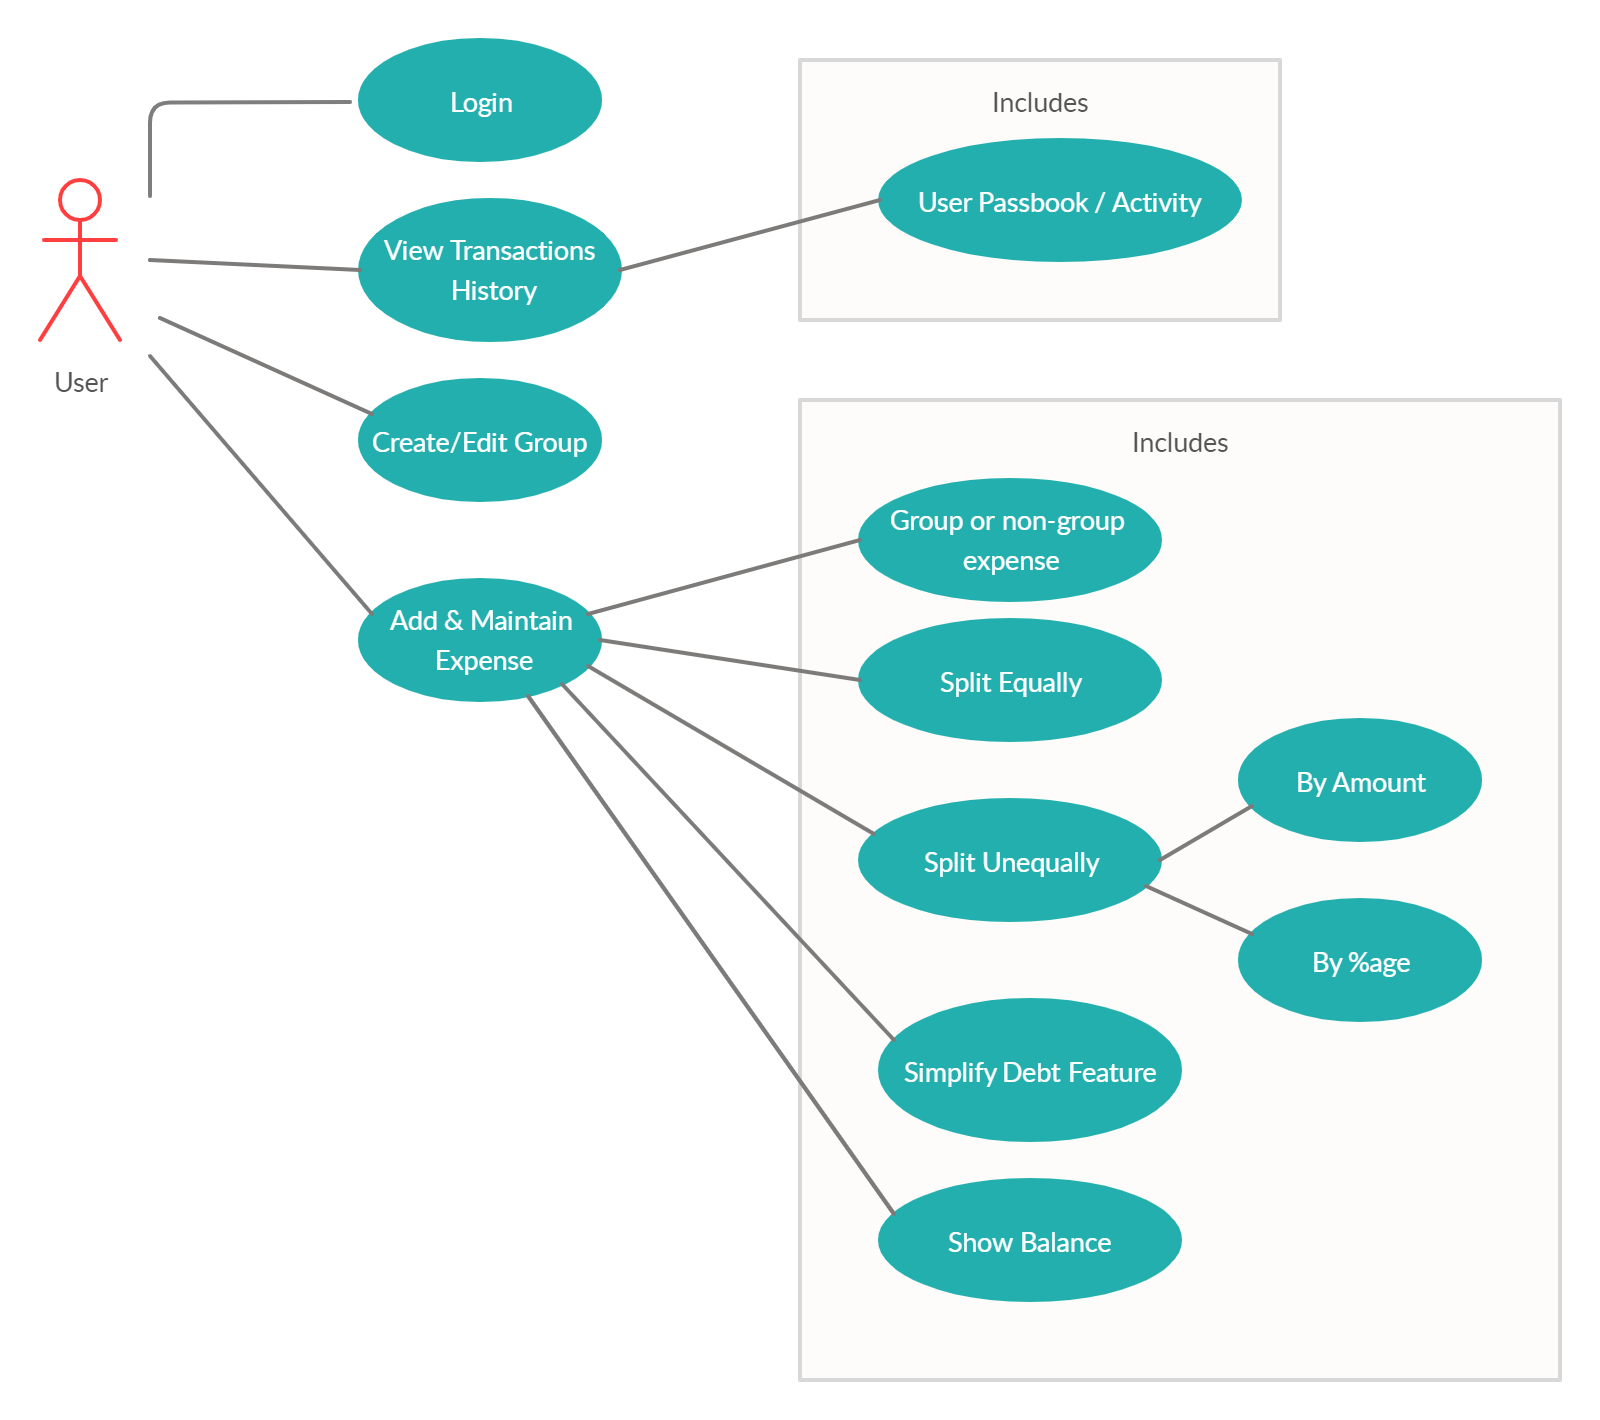 Login
Includes
User Passbook / Activity
View Transactions
History
User
Create/Edit Group
Includes
Group or non-group
expense
Add & Maintain
Expense
Split Equally
By Amount
Split Unequally
By %age
Simplify Debt Feature
Show Balance